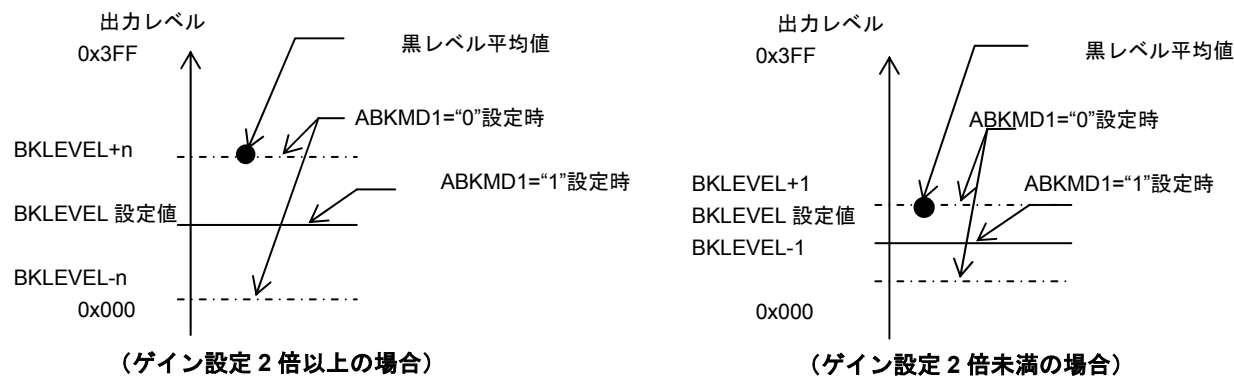 出力レベル
0x3FF
黒レベル平均値
ABKMD1=“0”設定時
BKLEVEL+n
ABKMD1=“1”設定時
BKLEVEL 設定値
BKLEVEL-n
0x000
(ゲイン設定 2 倍以上の場合)
出力レベル
0x3FF
黒レベル平均値
ABKMD1=“0”設定時
BKLEVEL+1
ABKMD1=“1”設定時
BKLEVEL 設定値
BKLEVEL-1
0x000
(ゲイン設定 2 倍未満の場合)